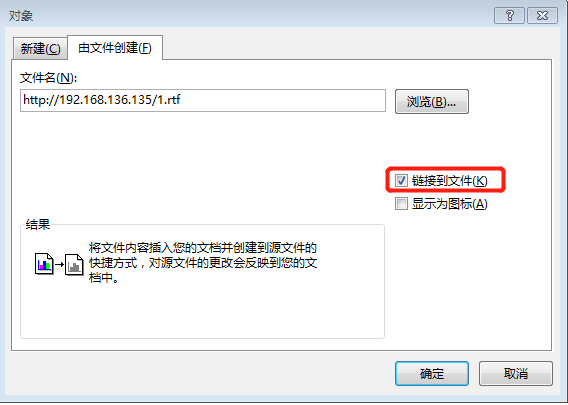 对象
新建(C)
由文件创建(F)
文件名(N):
http://192.168.136.135/1.rtf
浏览(B)...
链接到文件(K)
显示为图标(A)
结果
将文件内容插入您的文档并创建到源文件的
快捷方式，对源文件的更改会反映到您的文
档中。
确定
取消